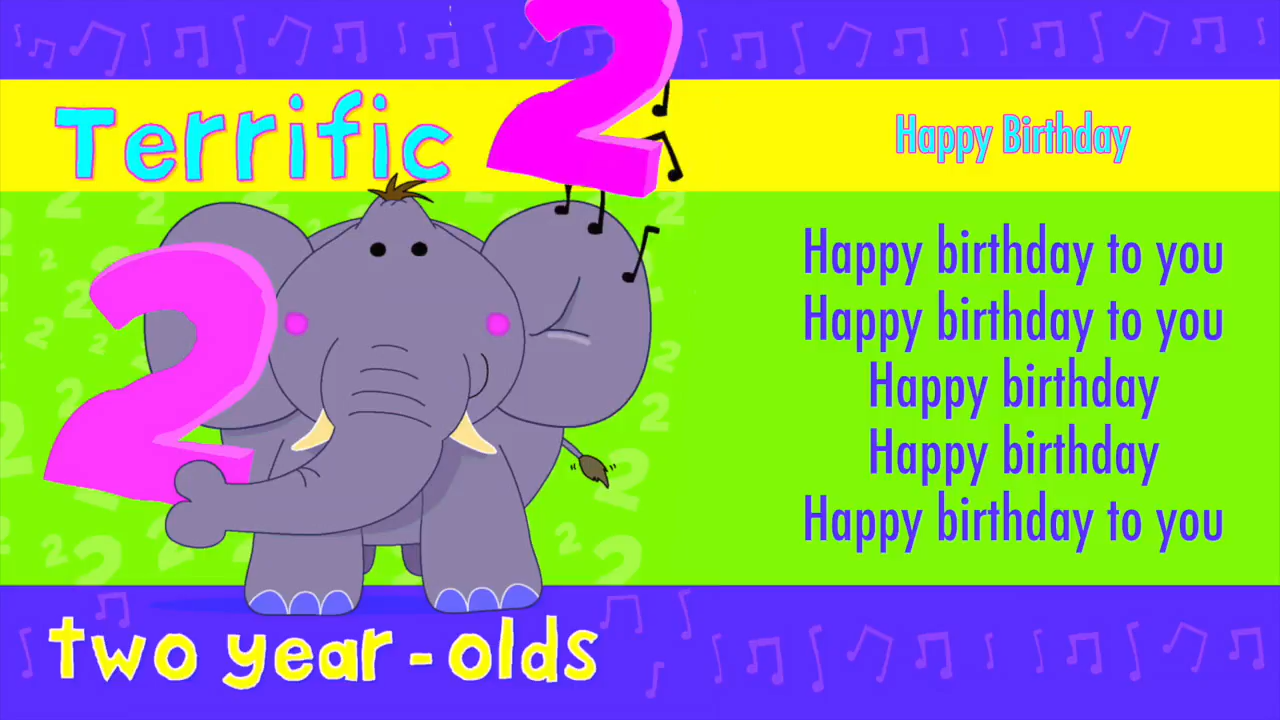 Terrific 2
2
two year-olds
Happy Birthday
Happy birthday to you
Happy birthday to you
Happy birthday
Happy birthday
Happy birthday to you